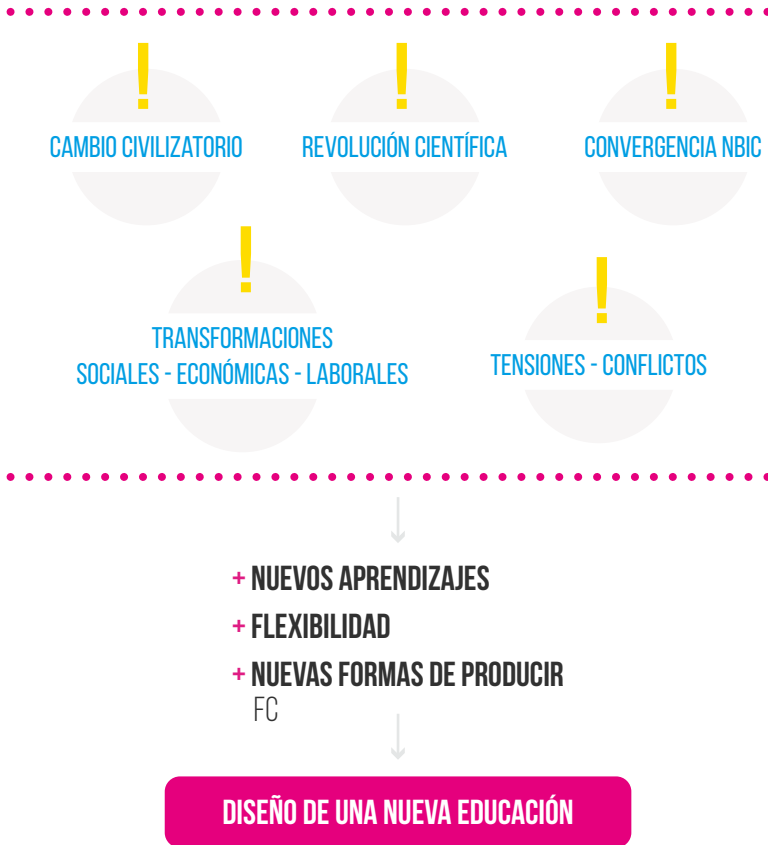 !
!
!
CAMBIO CIVILIZATORIO
REVOLUCIÓN CIENTÍFICA
CONVERGENCIA NBIC
!
!
TRANSFORMACIONES
SOCIALES - ECONÓMICAS - LABORALES
TENSIONES - CONFLICTOS
+ NUEVOS APRENDIZAJES
+ FLEXIBILIDAD
+ NUEVAS FORMAS DE PRODUCIR
FC
DISEÑO DE UNA NUEVA EDUCACIÓN